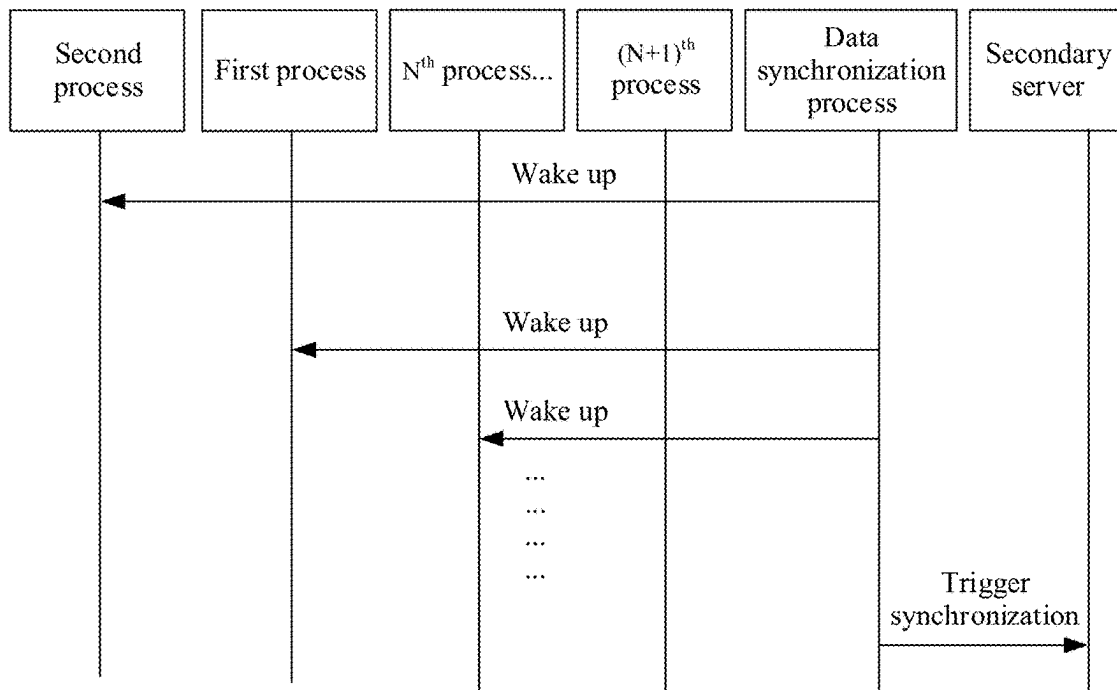 Second
process
First process
Nth process...
(N+1)th
process
Data
synchronization
process
Secondary
server
Wake up
Wake up
Wake up
...
...
...
...
Trigger
synchronization